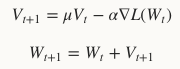 V_{t+1} = μV_t − α∇L(W_t)
W_{t+1} = W_t + V_{t+1}